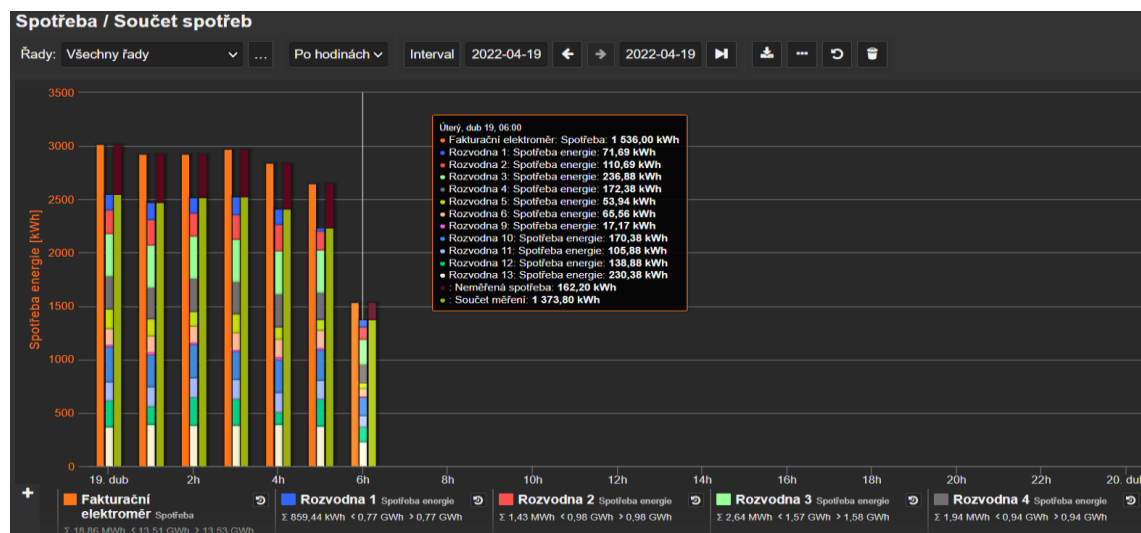 Spotřeba / Součet spotřeb
Řady: Všechny řady ... Po hodinách Interval 2022-04-19 2022-04-19
Spotřeba energie [kWh]
3500
3000
2500
2000
1500
1000
500
0
Úterý, dub 19, 06:00
Fakturační elektroměr: Spotřeba: 1 536,00 kWh
Rozvodna 1: Spotřeba energie: 71,69 kWh
Rozvodna 2: Spotřeba energie: 110,69 kWh
Rozvodna 3: Spotřeba energie: 236,88 kWh
Rozvodna 4: Spotřeba energie: 172,38 kWh
Rozvodna 5: Spotřeba energie: 53,94 kWh
Rozvodna 6: Spotřeba energie: 65,56 kWh
Rozvodna 9: Spotřeba energie: 17,17 kWh
Rozvodna 10: Spotřeba energie: 170,38 kWh
Rozvodna 11: Spotřeba energie: 105,88 kWh
Rozvodna 12: Spotřeba energie: 138,88 kWh
Rozvodna 13: Spotřeba energie: 230,38 kWh
: Neměřená spotřeba: 162,20 kWh
: Součet měření: 1 373,80 kWh
19. dub 2h 4h 6h 8h 10h 12h 14h 16h 18h 20h 22h 20. dub
+
Fakturační elektroměr Spotřeba
Σ 18,86 MWh < 13,51 GWh > 13,53 GWh
Rozvodna 1 Spotřeba energie
Σ 859,44 kWh < 0,77 GWh > 0,77 GWh
Rozvodna 2 Spotřeba energie
Σ 1,43 MWh < 0,98 GWh > 0,98 GWh
Rozvodna 3 Spotřeba energie
Σ 2,64 MWh < 1,57 GWh > 1,58 GWh
Rozvodna 4 Spotřeba energie
Σ 1,94 MWh < 0,94 GWh > 0,94 GWh